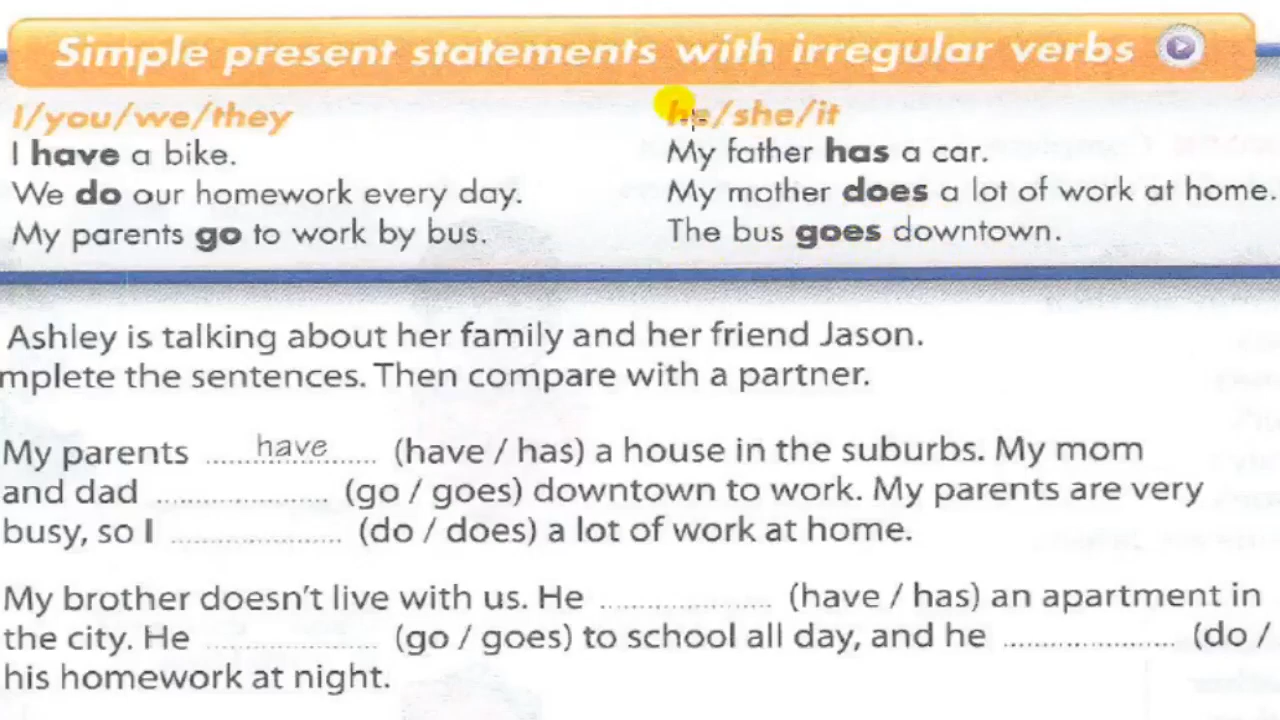 Simple present statements with irregular verbs
I/you/we/they
I have a bike.
We do our homework every day.
My parents go to work by bus.
he/she/it
My father has a car.
My mother does a lot of work at home.
The bus goes downtown.
Ashley is talking about her family and her friend Jason.
mplete the sentences. Then compare with a partner.
My parents have (have / has) a house in the suburbs. My mom
and dad (go / goes) downtown to work. My parents are very
busy, so I (do / does) a lot of work at home.
My brother doesn't live with us. He (have / has) an apartment in
the city. He (go / goes) to school all day, and he (do /
his homework at night.